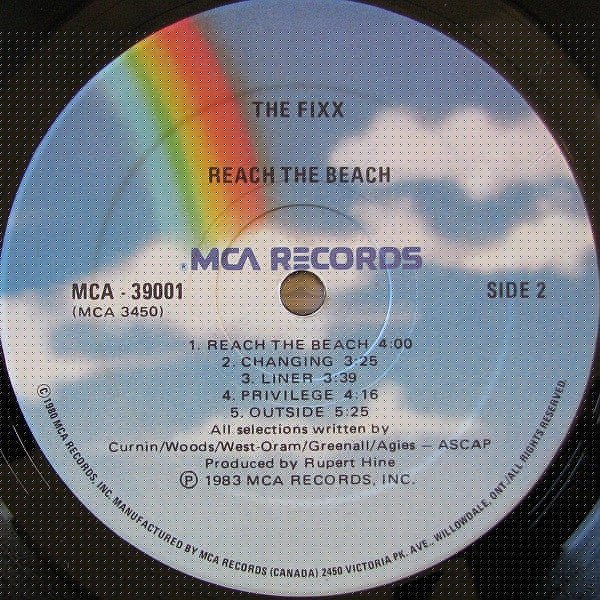 THE FIXX
REACH THE BEACH
MCA RECORDS
MCA - 39001
(MCA 3450)
SIDE 2
1. REACH THE BEACH 4:00
2. CHANGING 3:25
3. LINER 3:39
4. PRIVILEGE 4:16
5. OUTSIDE 5:25
All selections written by
Curnin/Woods/West-Oram/Greenall/Agies — ASCAP
Produced by Rupert Hine
℗ 1983 MCA RECORDS, INC.
© 1980 MCA RECORDS, INC. MANUFACTURED BY MCA RECORDS (CANADA) 2450 VICTORIA PK. AVE., WILLOWDALE, ONT. ALL RIGHTS RESERVED.